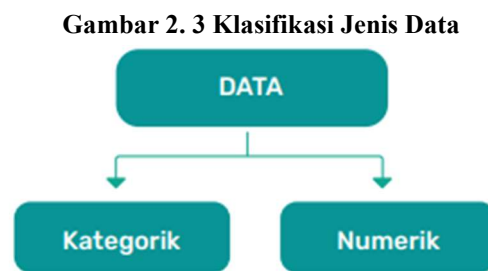 Gambar 2. 3 Klasifikasi Jenis Data
DATA
Kategorik
Numerik